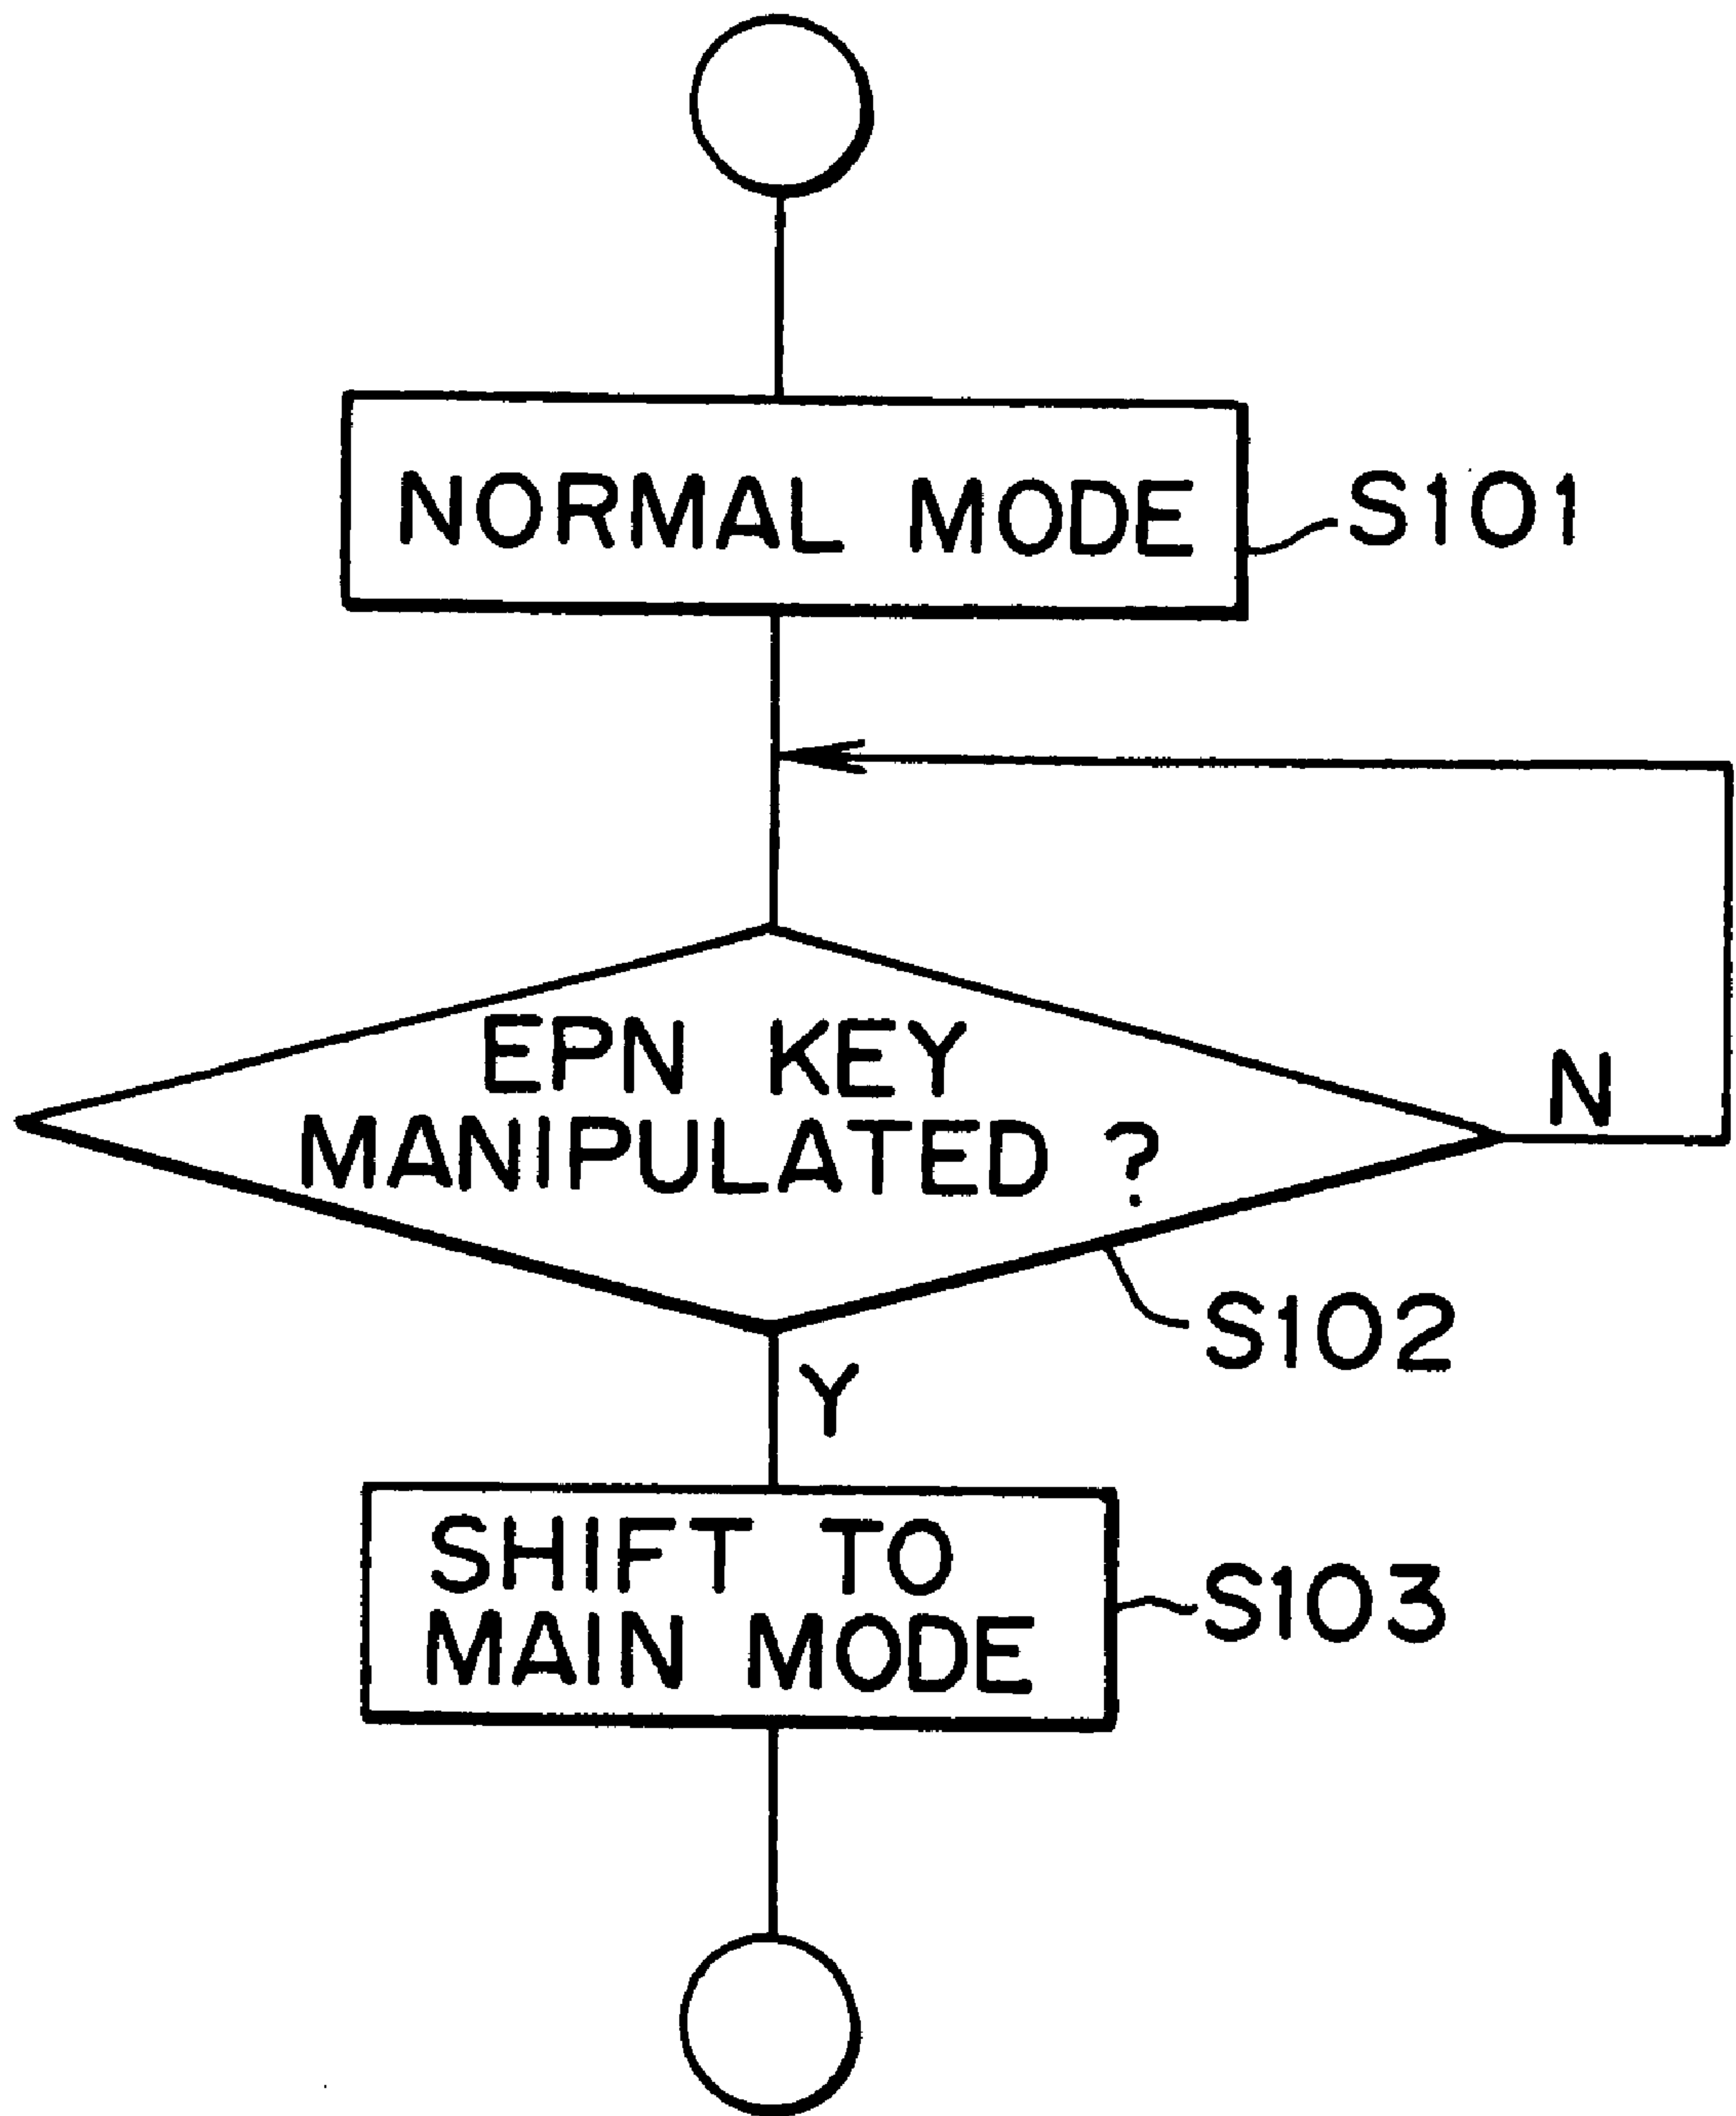 NORMAL MODE
S101
EPN KEY
MANIPULATED ?
N
S102
Y
SHIFT TO
MAIN MODE
S103